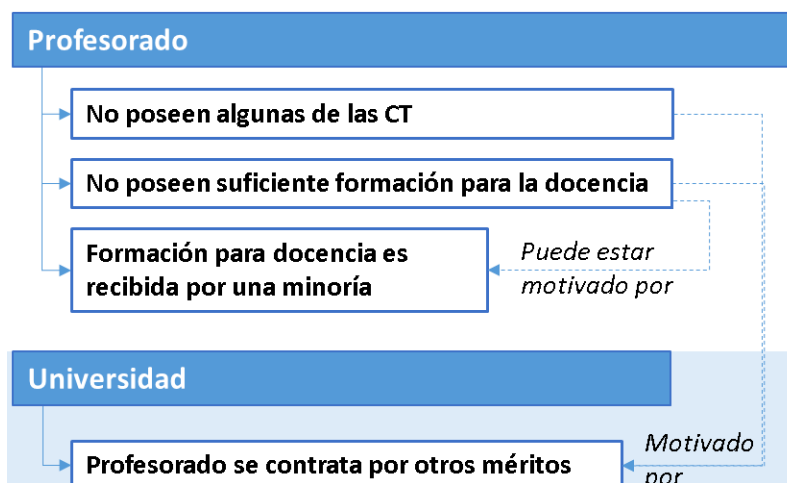 Profesorado
No poseen algunas de las CT
No poseen suficiente formación para la docencia
Formación para docencia es
recibida por una minoría
Puede estar
motivado por
Universidad
Profesorado se contrata por otros méritos
Motivado
por